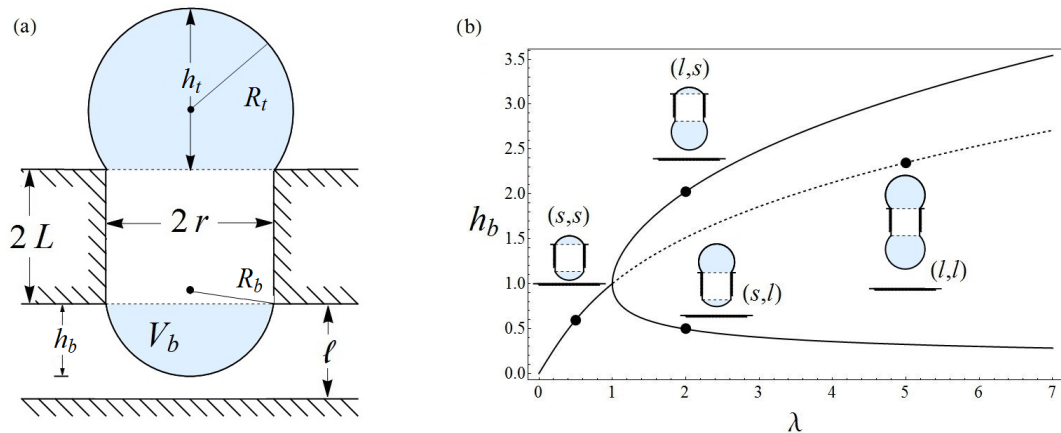 (a)
h_t
R_t
2 L
2 r
R_b
h_b
V_b
ℓ
(b)
3.5
3.0
2.5
2.0
1.5
1.0
0.5
0.0
h_b
(l,s)
(s,s)
(s,l)
(l,l)
0 1 2 3 4 5 6 7
λ